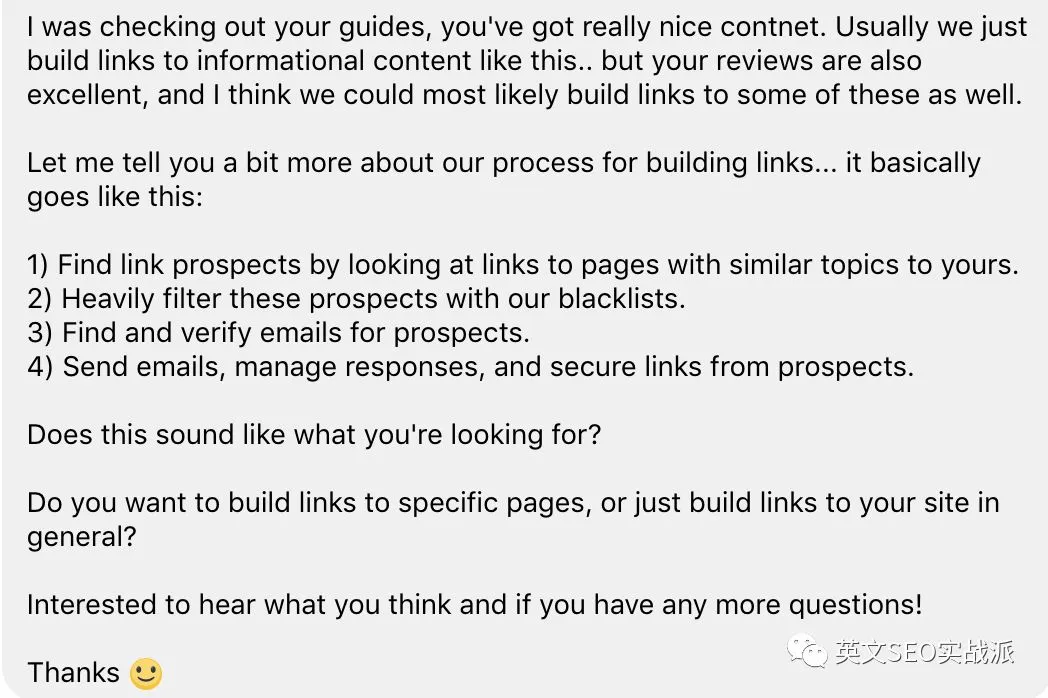 I was checking out your guides, you've got really nice contnet. Usually we just
build links to informational content like this.. but your reviews are also
excellent, and I think we could most likely build links to some of these as well.
Let me tell you a bit more about our process for building links... it basically
goes like this:
1) Find link prospects by looking at links to pages with similar topics to yours.
2) Heavily filter these prospects with our blacklists.
3) Find and verify emails for prospects.
4) Send emails, manage responses, and secure links from prospects.
Does this sound like what you're looking for?
Do you want to build links to specific pages, or just build links to your site in
general?
Interested to hear what you think and if you have any more questions!
英文SEO实战派
Thanks 🙂